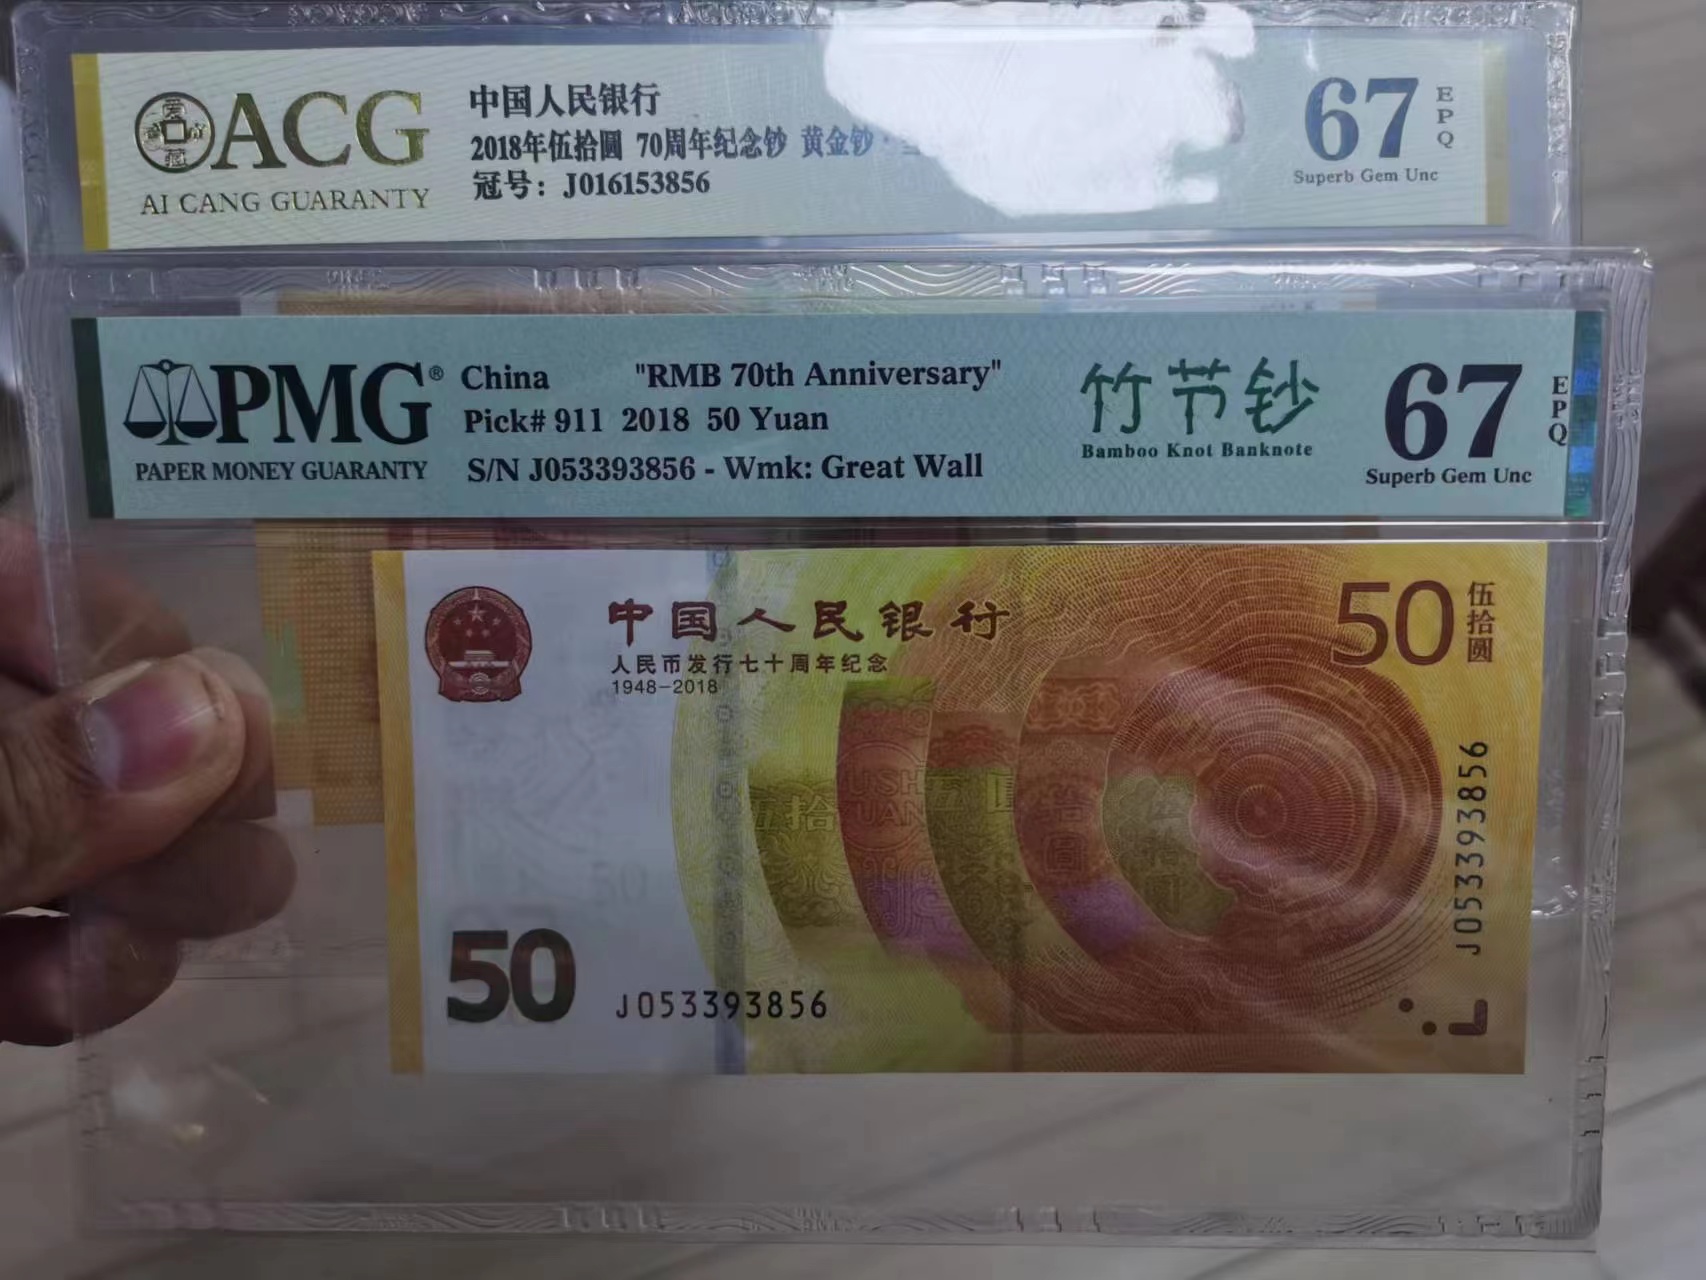 ACG
AI CANG GUARANTY
中国人民银行
2018年伍拾圆 70周年纪念钞 黄金钞
冠号：J016153856
67
EPQ
Superb Gem Unc
PMG®
PAPER MONEY GUARANTY
China "RMB 70th Anniversary"
Pick# 911 2018 50 Yuan
S/N J053393856 - Wmk: Great Wall
竹节钞
Bamboo Knot Banknote
67
EPQ
Superb Gem Unc
中国人民银行
人民币发行七十周年纪念
1948-2018
50
伍拾圆
J053393856
50
J053393856